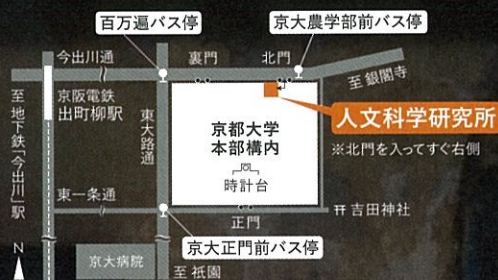 百万遍バス停
京大農学部前バス停
今出川通
裏門
北門
至 銀閣寺
京阪電鉄
出町柳駅
至 地下鉄「今出川」駅
東大路通
人文科学研究所
※北門を入ってすぐ右側
京都大学
本部構内
時計台
東一条通
正門
吉田神社
京大正門前バス停
京大病院
至 祇園
N